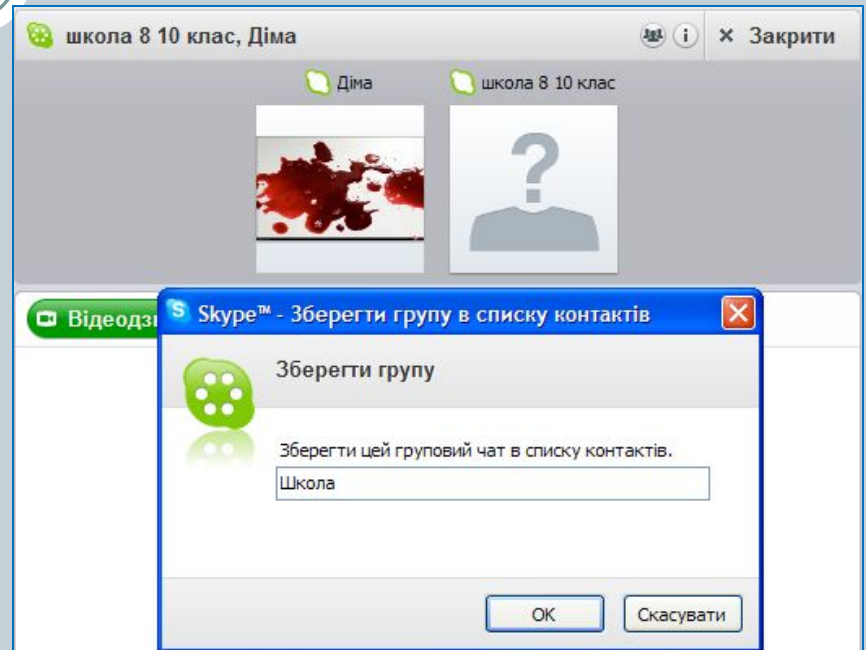 школа 8 10 клас, Діма
Закрити
Діма
школа 8 10 клас
Skype™ - Зберегти групу в списку контактів
Зберегти групу
Зберегти цей груповий чат в списку контактів.
Школа
OK
Скасувати